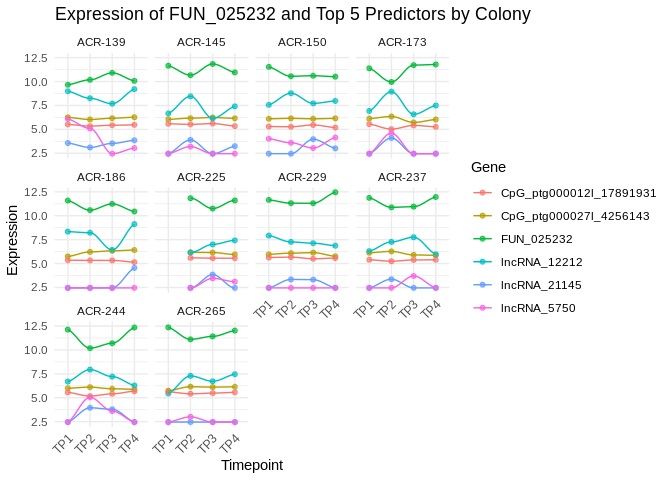 Expression of FUN_025232 and Top 5 Predictors by Colony
ACR-139 ACR-145 ACR-150 ACR-173
12.5
10.0
7.5
5.0
2.5
ACR-186 ACR-225 ACR-229 ACR-237
12.5
10.0
7.5
5.0
2.5
TP1 TP2 TP3 TP4 TP1 TP2 TP3 TP4
ACR-244 ACR-265
12.5
10.0
7.5
5.0
2.5
TP1 TP2 TP3 TP4 TP1 TP2 TP3 TP4
Timepoint
Expression
Gene
CpG_ptg000012l_17891931
CpG_ptg000027l_4256143
FUN_025232
lncRNA_12212
lncRNA_21145
lncRNA_5750